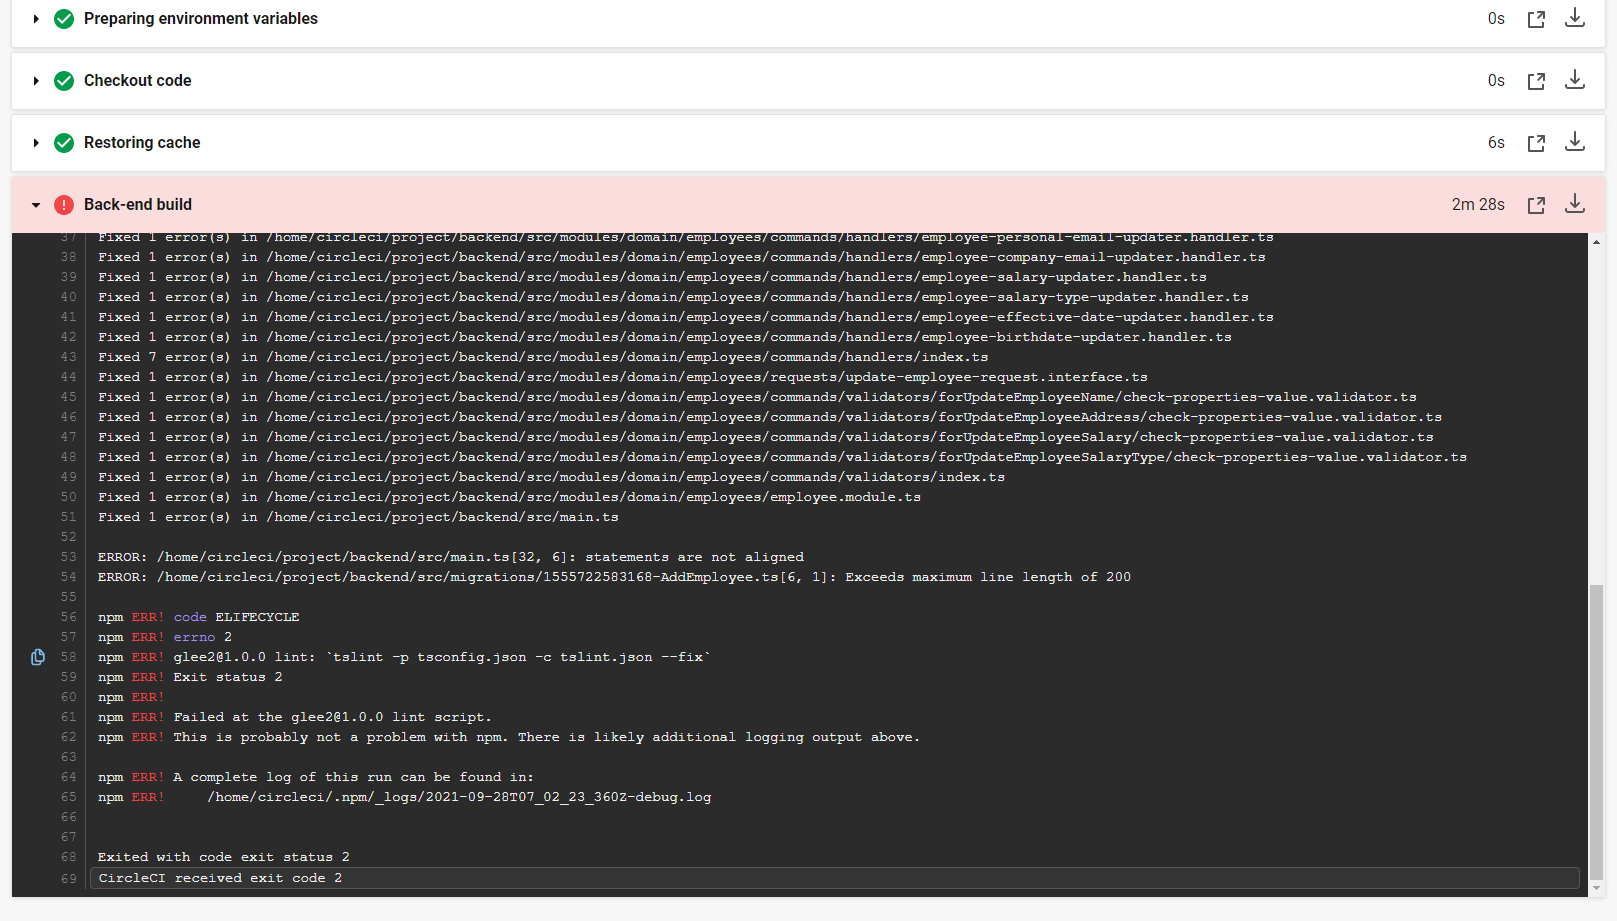 Preparing environment variables 0s
Checkout code 0s
Restoring cache 6s
Back-end build 2m 28s
37 Fixed 1 error(s) in /home/circleci/project/backend/src/modules/domain/employees/commands/handlers/employee-personal-email-updater.handler.ts
38 Fixed 1 error(s) in /home/circleci/project/backend/src/modules/domain/employees/commands/handlers/employee-company-email-updater.handler.ts
39 Fixed 1 error(s) in /home/circleci/project/backend/src/modules/domain/employees/commands/handlers/employee-salary-updater.handler.ts
40 Fixed 1 error(s) in /home/circleci/project/backend/src/modules/domain/employees/commands/handlers/employee-salary-type-updater.handler.ts
41 Fixed 1 error(s) in /home/circleci/project/backend/src/modules/domain/employees/commands/handlers/employee-effective-date-updater.handler.ts
42 Fixed 1 error(s) in /home/circleci/project/backend/src/modules/domain/employees/commands/handlers/employee-birthdate-updater.handler.ts
43 Fixed 7 error(s) in /home/circleci/project/backend/src/modules/domain/employees/commands/handlers/index.ts
44 Fixed 1 error(s) in /home/circleci/project/backend/src/modules/domain/employees/requests/update-employee-request.interface.ts
45 Fixed 1 error(s) in /home/circleci/project/backend/src/modules/domain/employees/commands/validators/forUpdateEmployeeName/check-properties-value.validator.ts
46 Fixed 1 error(s) in /home/circleci/project/backend/src/modules/domain/employees/commands/validators/forUpdateEmployeeAddress/check-properties-value.validator.ts
47 Fixed 1 error(s) in /home/circleci/project/backend/src/modules/domain/employees/commands/validators/forUpdateEmployeeSalary/check-properties-value.validator.ts
48 Fixed 1 error(s) in /home/circleci/project/backend/src/modules/domain/employees/commands/validators/forUpdateEmployeeSalaryType/check-properties-value.validator.ts
49 Fixed 1 error(s) in /home/circleci/project/backend/src/modules/domain/employees/commands/validators/index.ts
50 Fixed 1 error(s) in /home/circleci/project/backend/src/modules/domain/employees/employee.module.ts
51 Fixed 1 error(s) in /home/circleci/project/backend/src/main.ts
52
53 ERROR: /home/circleci/project/backend/src/main.ts[32, 6]: statements are not aligned
54 ERROR: /home/circleci/project/backend/src/migrations/1555722583168-AddEmployee.ts[6, 1]: Exceeds maximum line length of 200
55
56 npm ERR! code ELIFECYCLE
57 npm ERR! errno 2
58 npm ERR! glee2@1.0.0 lint: `tslint -p tsconfig.json -c tslint.json --fix`
59 npm ERR! Exit status 2
60 npm ERR!
61 npm ERR! Failed at the glee2@1.0.0 lint script.
62 npm ERR! This is probably not a problem with npm. There is likely additional logging output above.
63
64 npm ERR! A complete log of this run can be found in:
65 npm ERR!     /home/circleci/.npm/_logs/2021-09-28T07_02_23_360Z-debug.log
66
67
68 Exited with code exit status 2
69 CircleCI received exit code 2